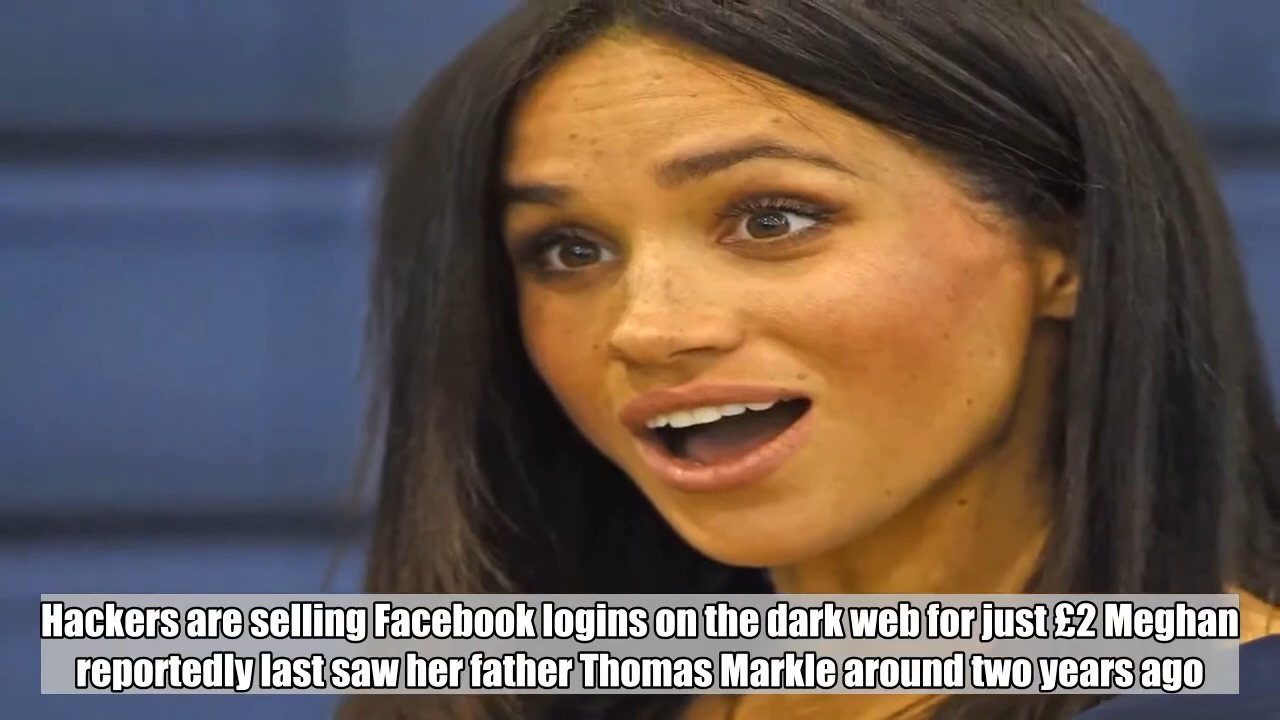 Hackers are selling Facebook logins on the dark web for just £2 Meghan
reportedly last saw her father Thomas Markle around two years ago